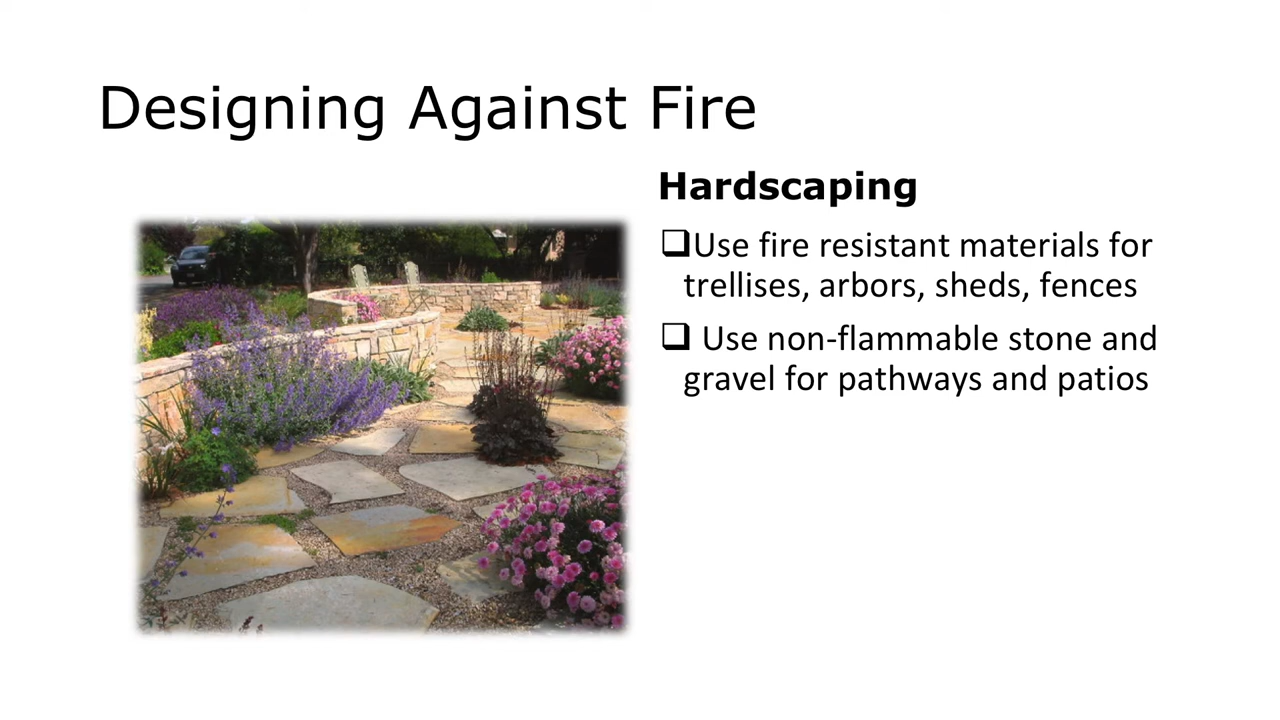 Designing Against Fire
Hardscaping
❑Use fire resistant materials for
trellises, arbors, sheds, fences
❑ Use non-flammable stone and
gravel for pathways and patios